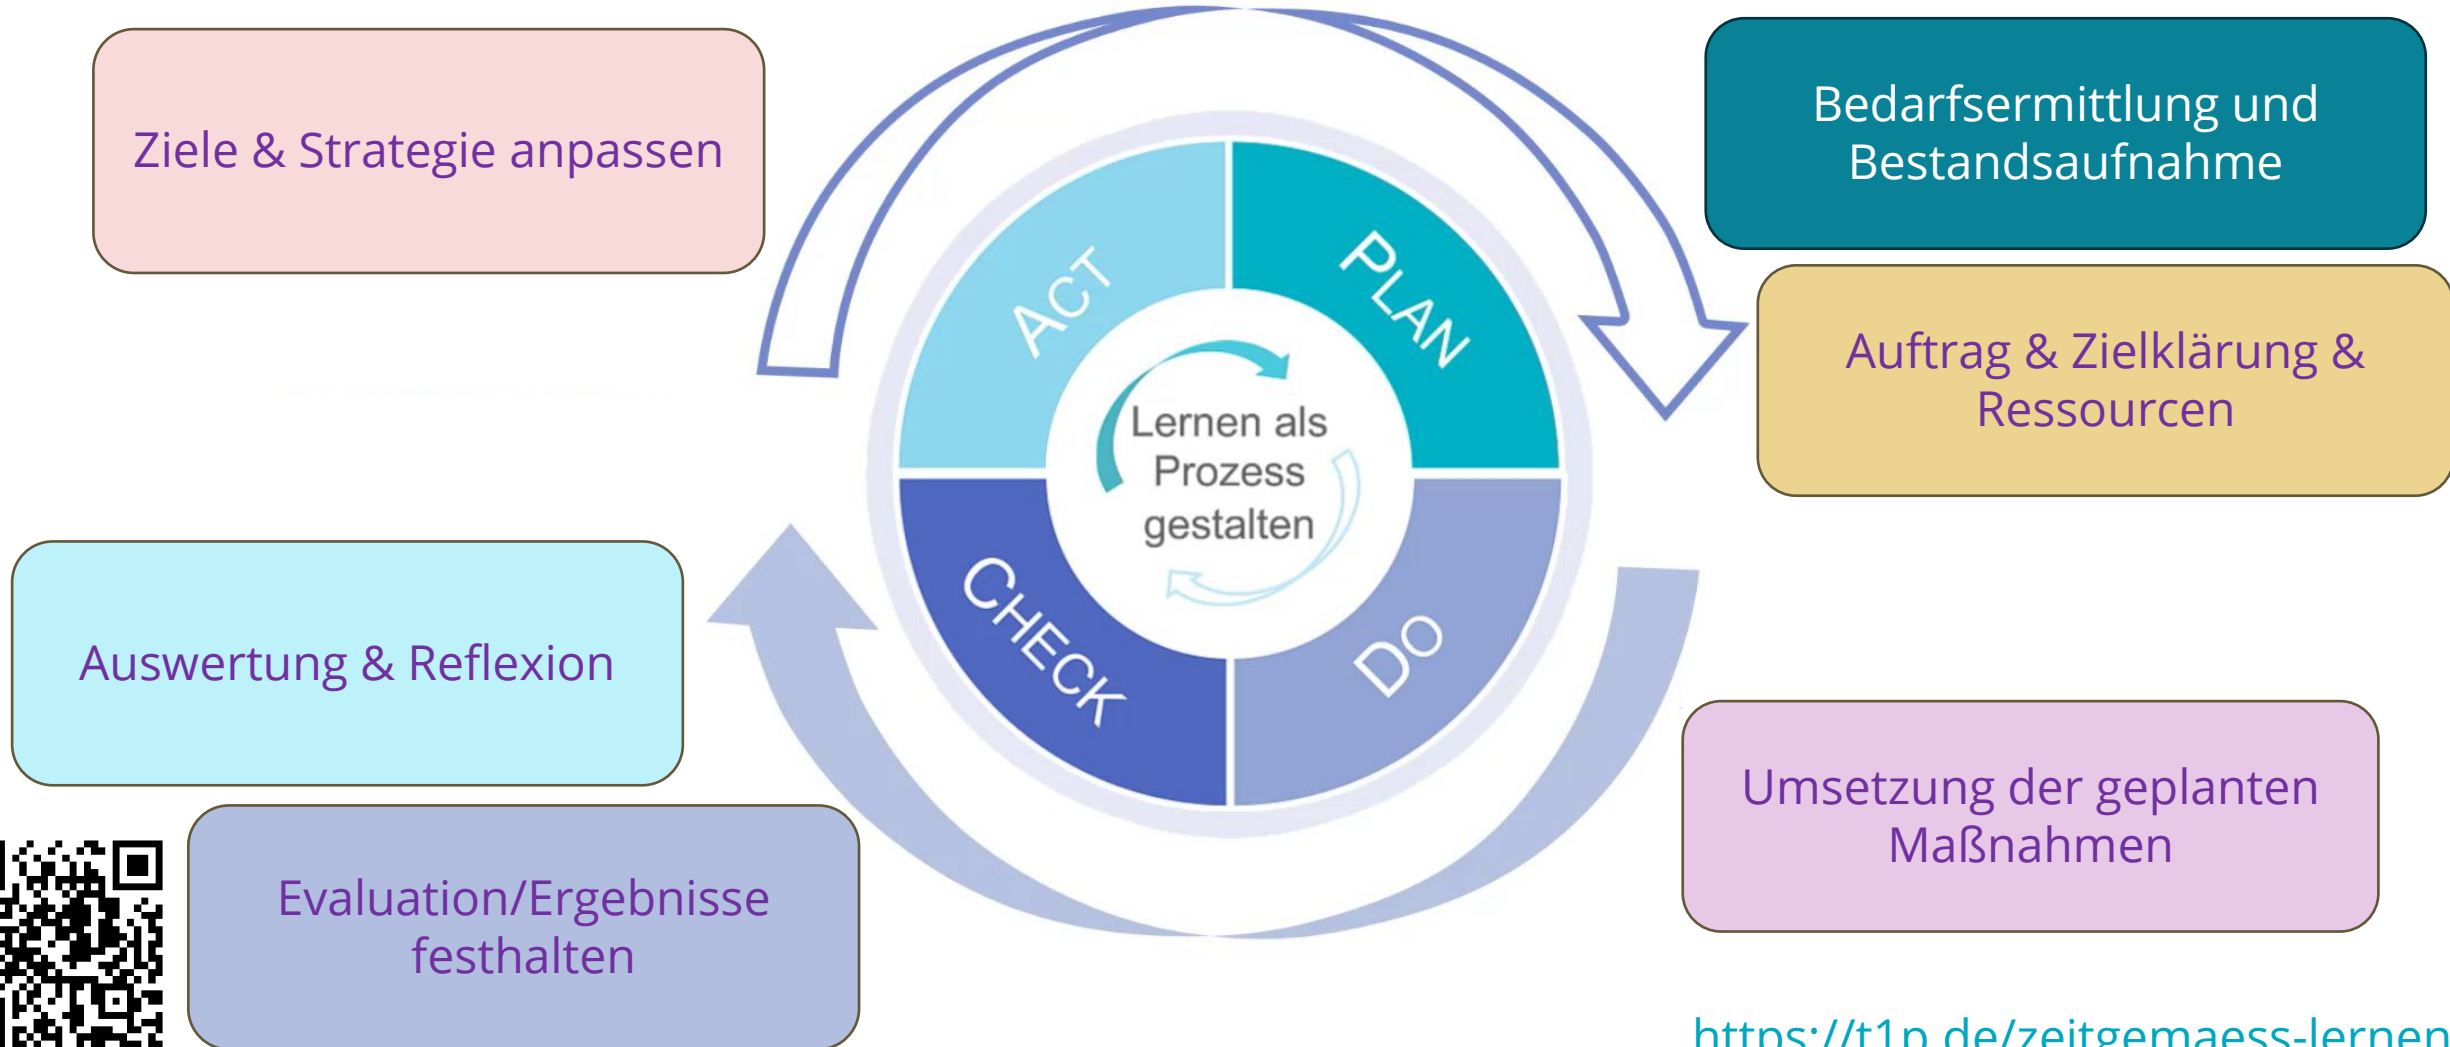 Ziele & Strategie anpassen
Bedarfsermittlung und
Bestandsaufnahme
Auftrag & Zielklärung &
Ressourcen
ACT
PLAN
Lernen als
Prozess
gestalten
CHECK
DO
Auswertung & Reflexion
Umsetzung der geplanten
Maßnahmen
Evaluation/Ergebnisse
festhalten
https://t1p.de/zeitgemaess-lernen